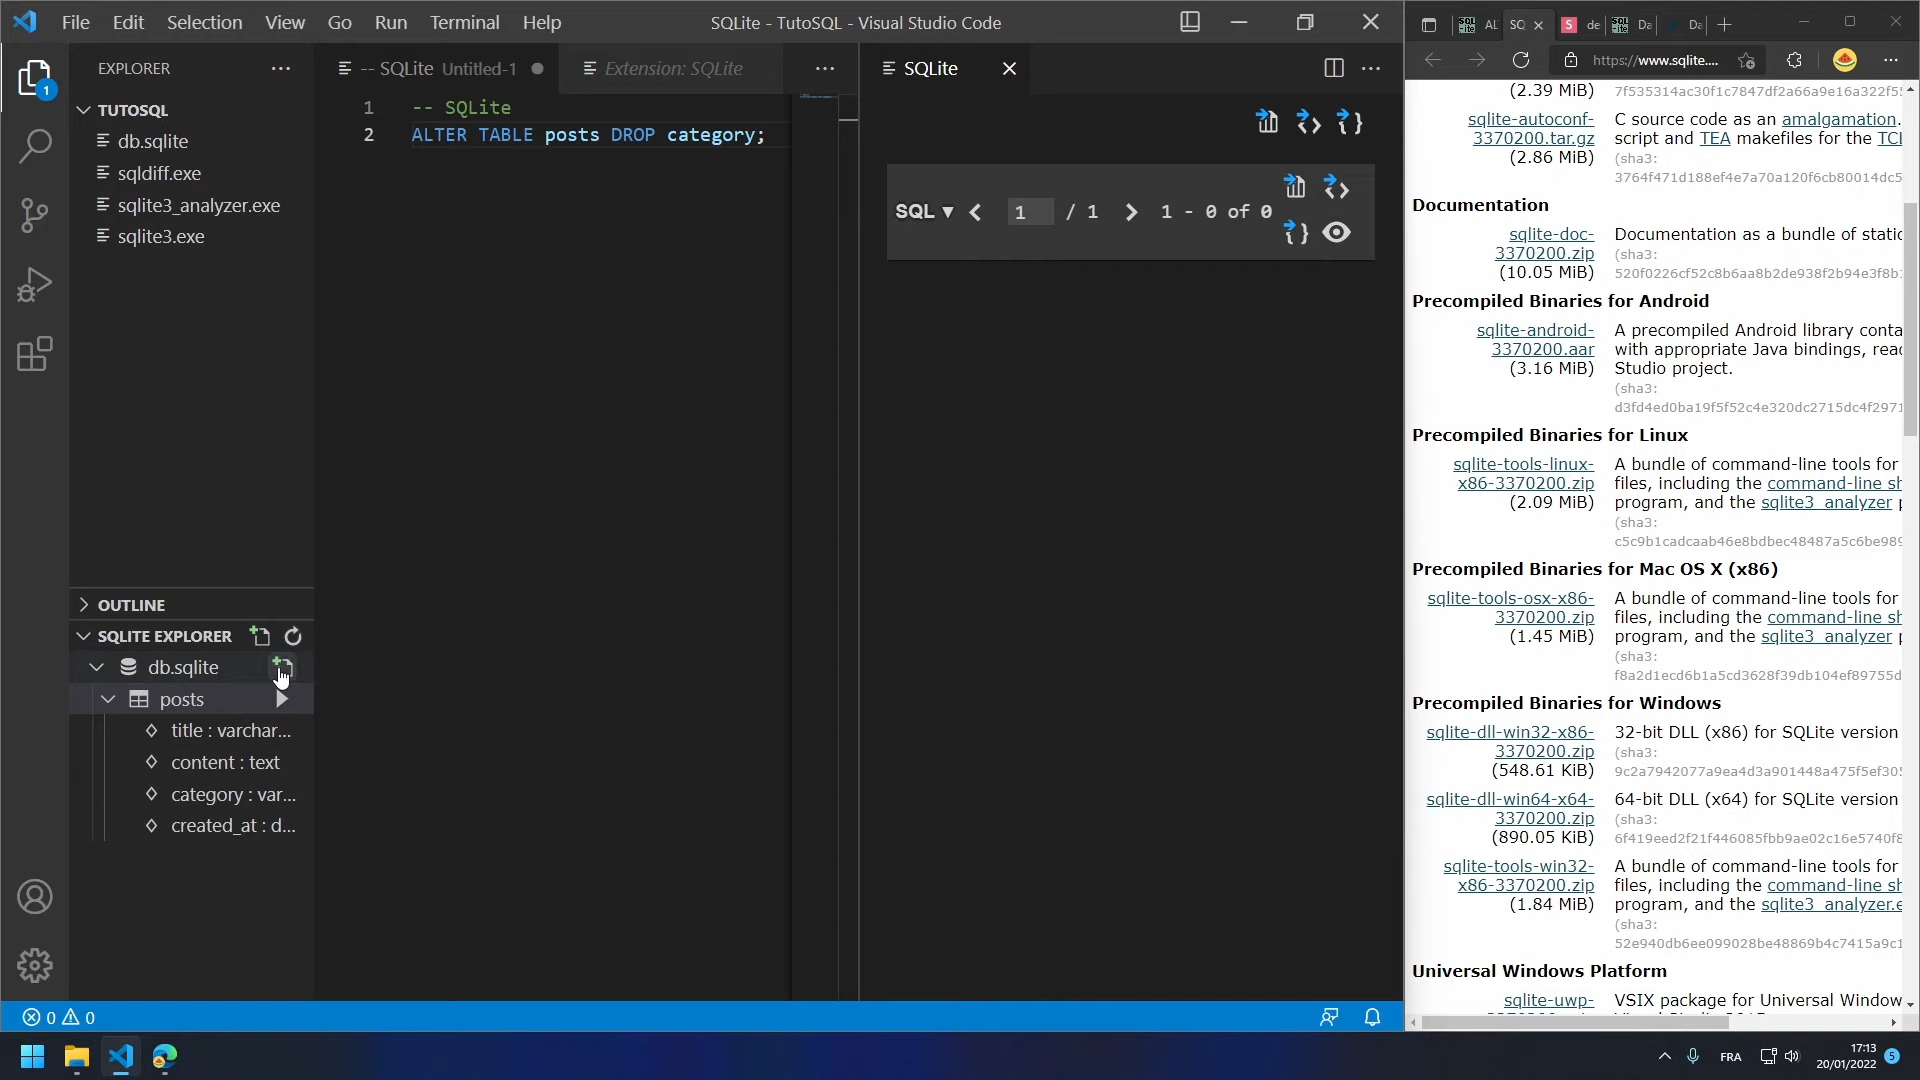 File Edit Selection View Go Run Terminal Help
SQLite - TutoSQL - Visual Studio Code
EXPLORER
1
TUTOSQL
db.sqlite
sqldiff.exe
sqlite3_analyzer.exe
sqlite3.exe
OUTLINE
SQLITE EXPLORER
db.sqlite
posts
title : varchar...
content : text
category : var...
created_at : d...
-- SQLite Untitled-1
Extension: SQLite
1 -- SQLite
2 ALTER TABLE posts DROP category;
SQLite
SQL ▼ 1 / 1 1 - 0 of 0
0 0
AL
SQ
S de
Da
Da
https://www.sqlite....
(2.39 MiB)
sqlite-autoconf-
3370200.tar.gz
(2.86 MiB)
C source code as an amalgamation.
script and TEA makefiles for the TCL
(sha3:
Documentation
sqlite-doc-
3370200.zip
(10.05 MiB)
Documentation as a bundle of static
(sha3:
Precompiled Binaries for Android
sqlite-android-
3370200.aar
(3.16 MiB)
A precompiled Android library conta
with appropriate Java bindings, read
Studio project.
(sha3:
Precompiled Binaries for Linux
sqlite-tools-linux-
x86-3370200.zip
(2.09 MiB)
A bundle of command-line tools for
files, including the command-line sh
program, and the sqlite3_analyzer p
(sha3:
Precompiled Binaries for Mac OS X (x86)
sqlite-tools-osx-x86-
3370200.zip
(1.45 MiB)
A bundle of command-line tools for
files, including the command-line sh
program, and the sqlite3_analyzer p
(sha3:
Precompiled Binaries for Windows
sqlite-dll-win32-x86-
3370200.zip
(548.61 KiB)
32-bit DLL (x86) for SQLite version
(sha3:
sqlite-dll-win64-x64-
3370200.zip
(890.05 KiB)
64-bit DLL (x64) for SQLite version
(sha3:
sqlite-tools-win32-
x86-3370200.zip
(1.84 MiB)
A bundle of command-line tools for
files, including the command-line sh
program, and the sqlite3_analyzer.e
(sha3:
Universal Windows Platform
sqlite-uwp-
VSIX package for Universal Window
FRA
17:13
20/01/2022
5